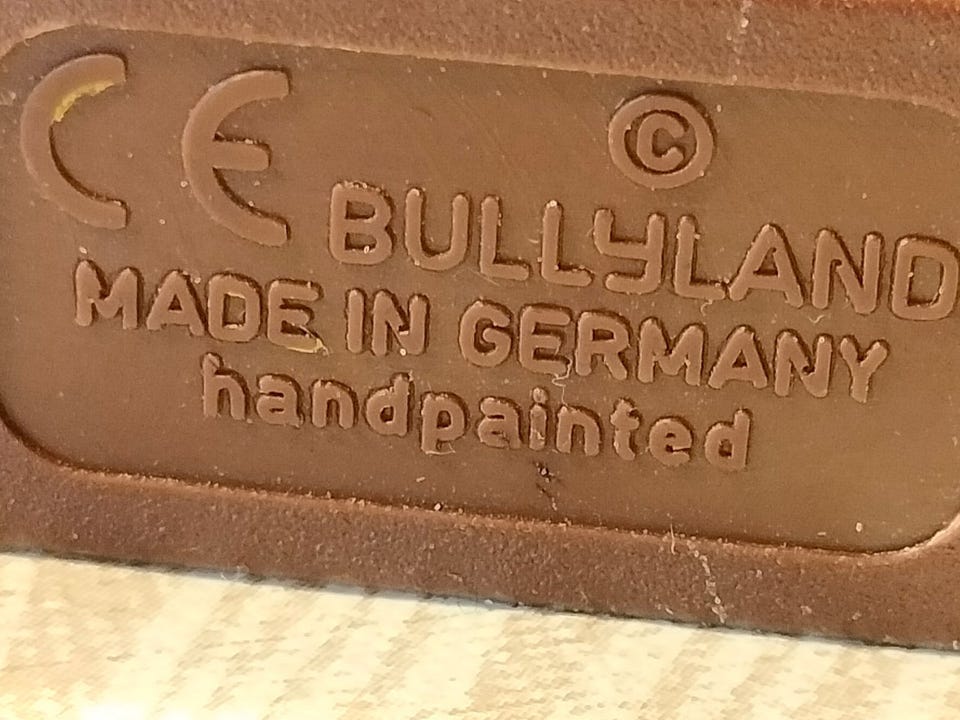 CE ©
BULLYLAND
MADE IN GERMANY
handpainted